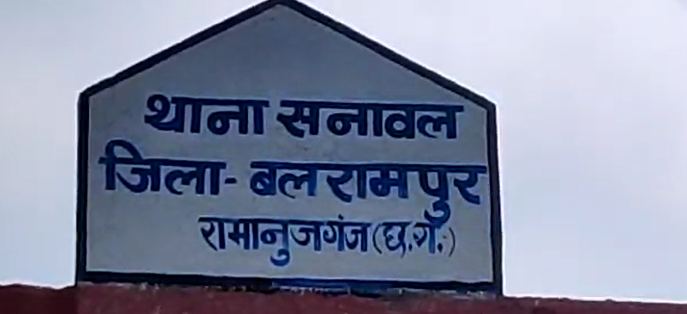 थाना सनावल
जिला- बलरामपुर
रामानुजगंज (छ.ग.)